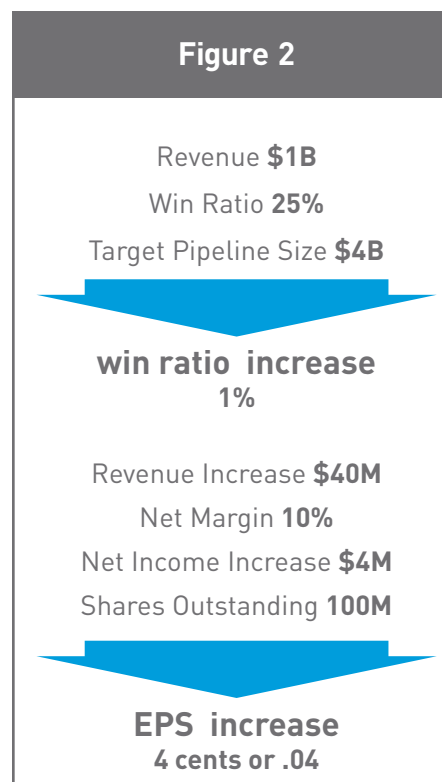 Figure 2
Revenue $1B
Win Ratio 25%
Target Pipeline Size $4B
win ratio increase
1%
Revenue Increase $40M
Net Margin 10%
Net Income Increase $4M
Shares Outstanding 100M
EPS increase
4 cents or .04